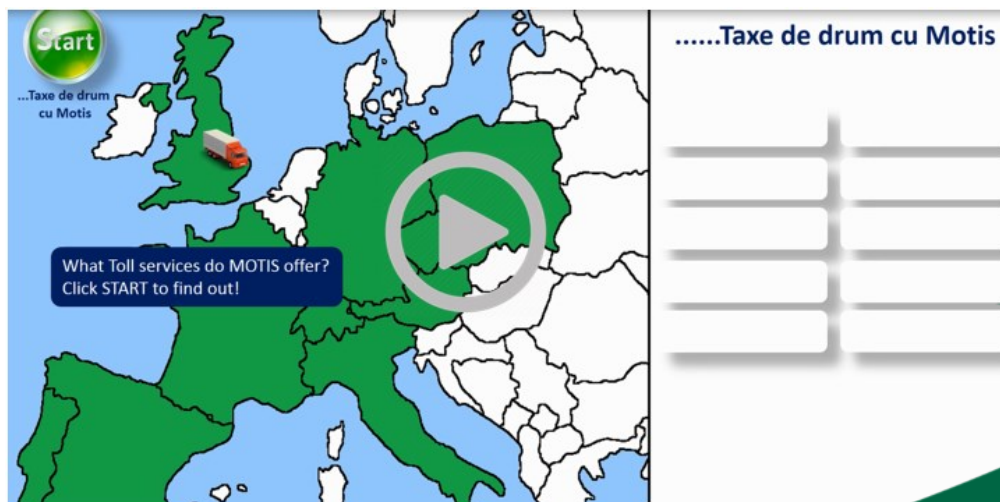 Start
...Taxe de drum
cu Motis
What Toll services do MOTIS offer?
Click START to find out!
......Taxe de drum cu Motis